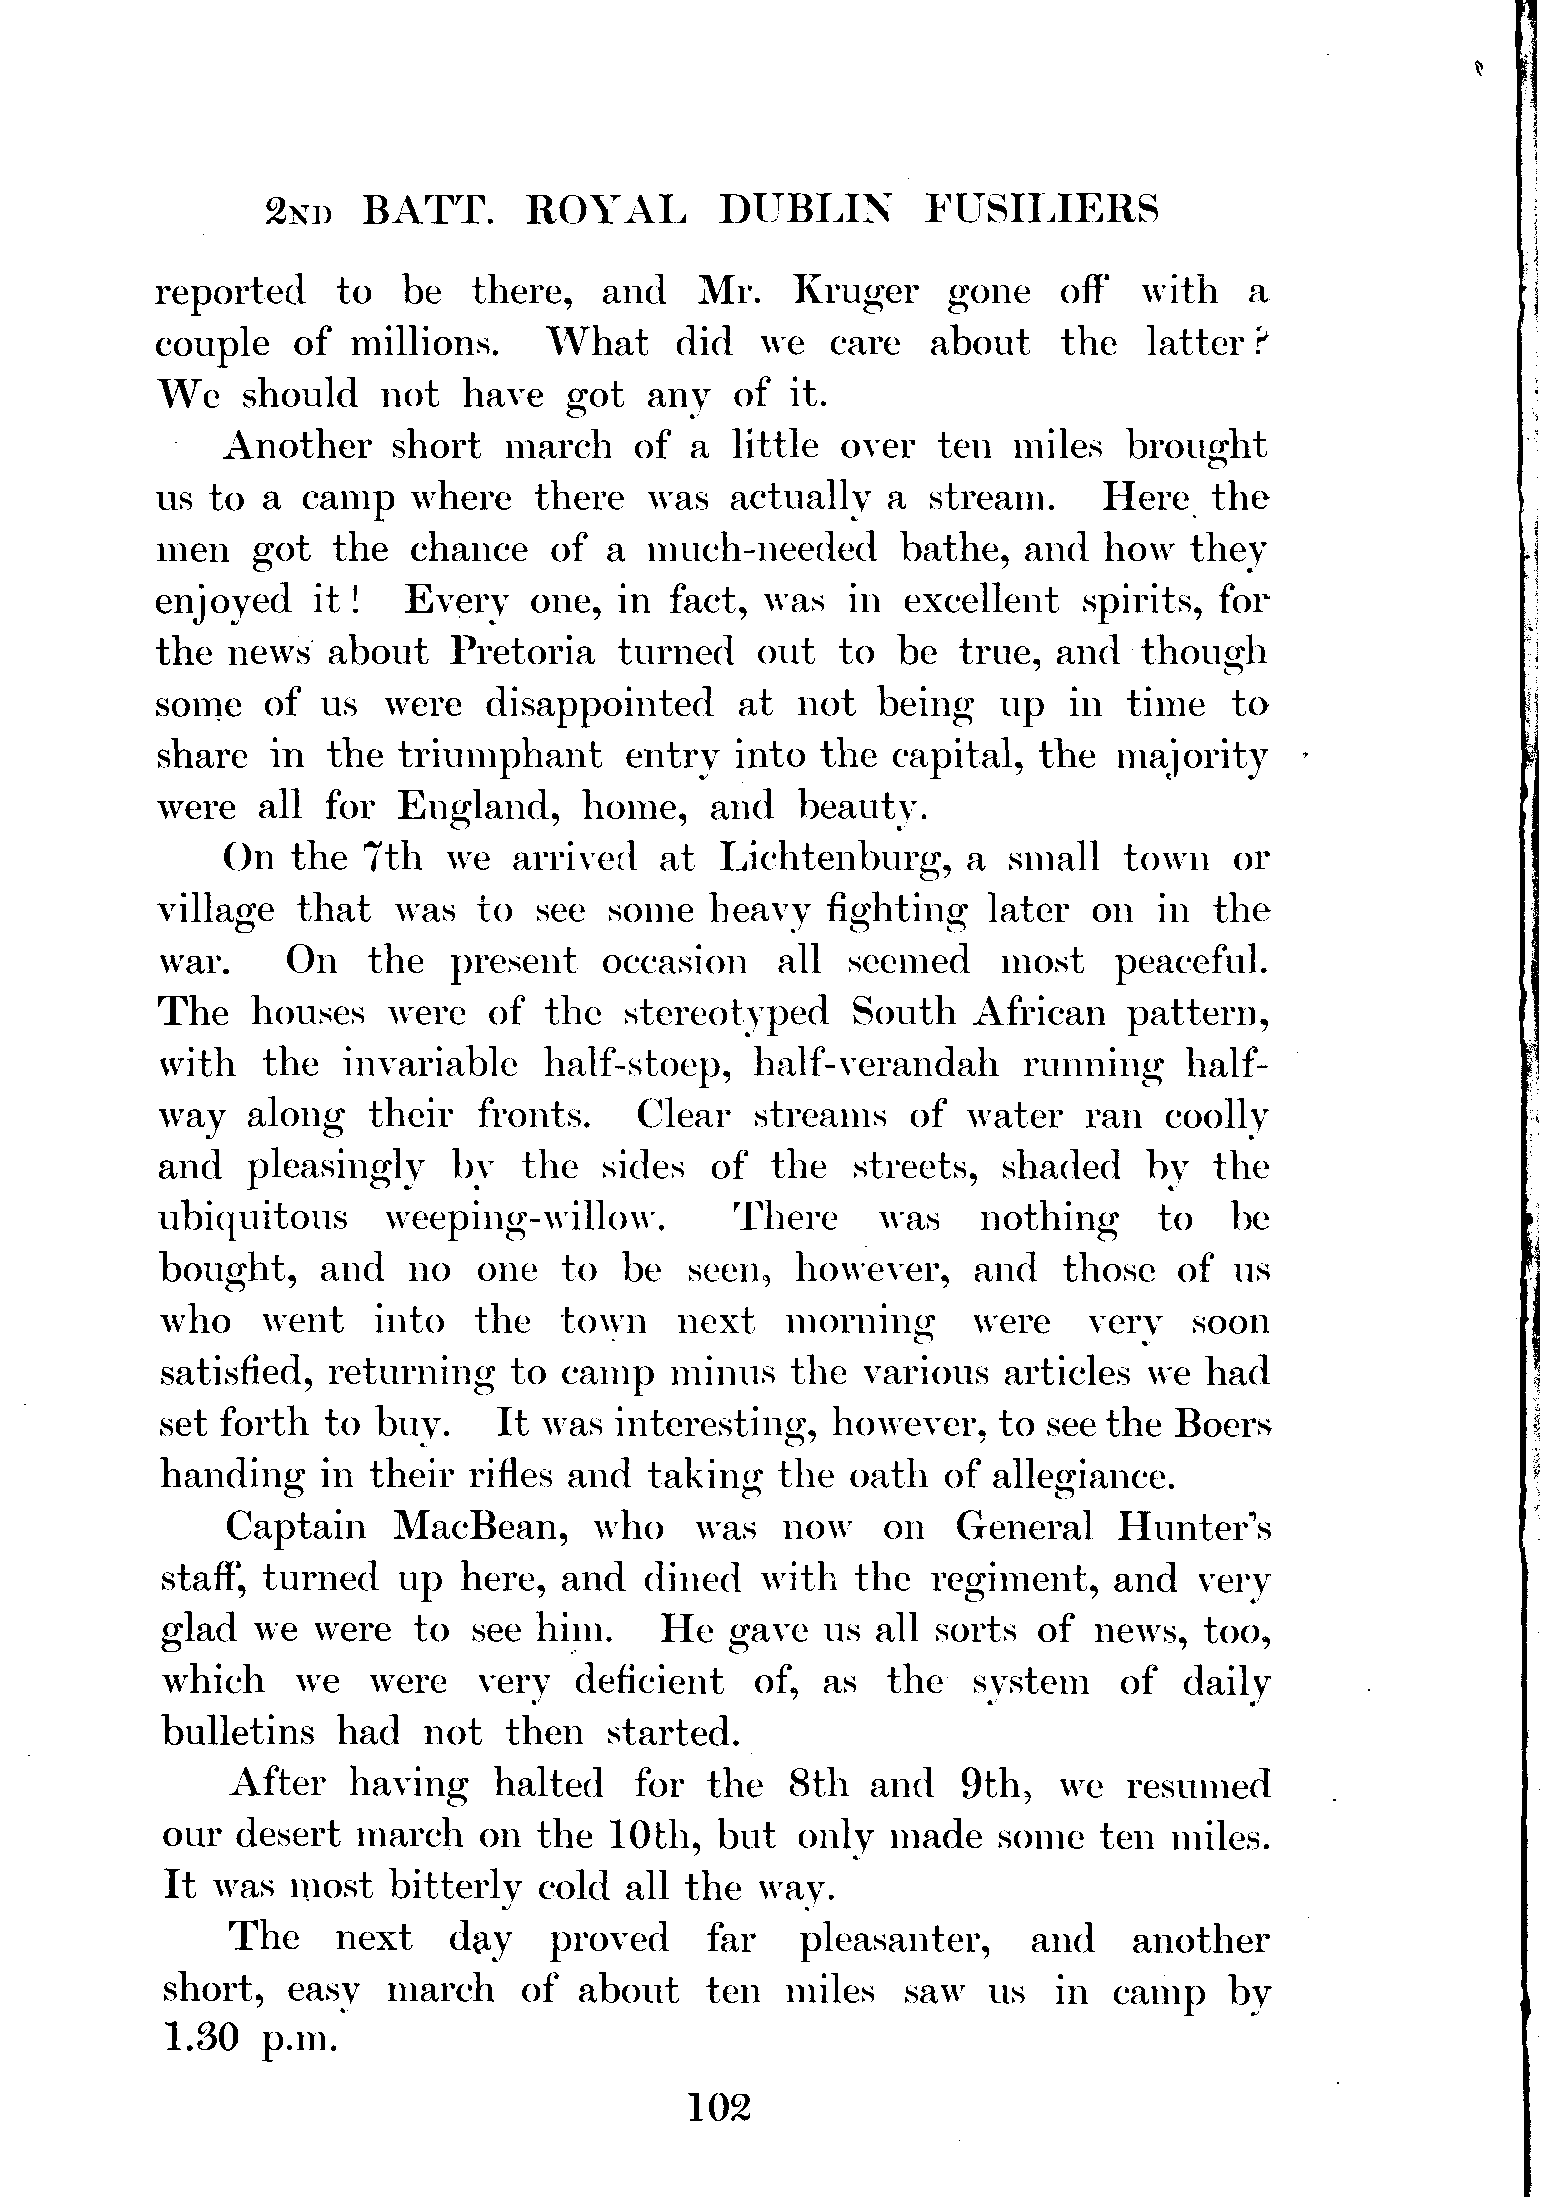 2ND BATT. ROYAL DUBLIN FUSILIERS
reported to be there, and Mr. Kruger gone off with a
couple of millions. What did we care about the latter?
We should not have got any of it.
Another short march of a little over ten miles brought
us to a camp where there was actually a stream. Here the
men got the chance of a much-needed bathe, and how they
enjoyed it! Every one, in fact, was in excellent spirits, for
the news about Pretoria turned out to be true, and though
some of us were disappointed at not being up in time to
share in the triumphant entry into the capital, the majority
were all for England, home, and beauty.
On the 7th we arrived at Lichtenburg, a small town or
village that was to see some heavy fighting later on in the
war. On the present occasion all seemed most peaceful.
The houses were of the stereotyped South African pattern,
with the invariable half-stoep, half-verandah running half-
way along their fronts. Clear streams of water ran coolly
and pleasingly by the sides of the streets, shaded by the
ubiquitous weeping-willow. There was nothing to be
bought, and no one to be seen, however, and those of us
who went into the town next morning were very soon
satisfied, returning to camp minus the various articles we had
set forth to buy. It was interesting, however, to see the Boers
handing in their rifles and taking the oath of allegiance.
Captain MacBean, who was now on General Hunter's
staff, turned up here, and dined with the regiment, and very
glad we were to see him. He gave us all sorts of news, too,
which we were very deficient of, as the system of daily
bulletins had not then started.
After having halted for the 8th and 9th, we resumed
our desert march on the 10th, but only made some ten miles.
It was most bitterly cold all the way.
The next day proved far pleasanter, and another
short, easy march of about ten miles saw us in camp by
1.30 p.m.
102